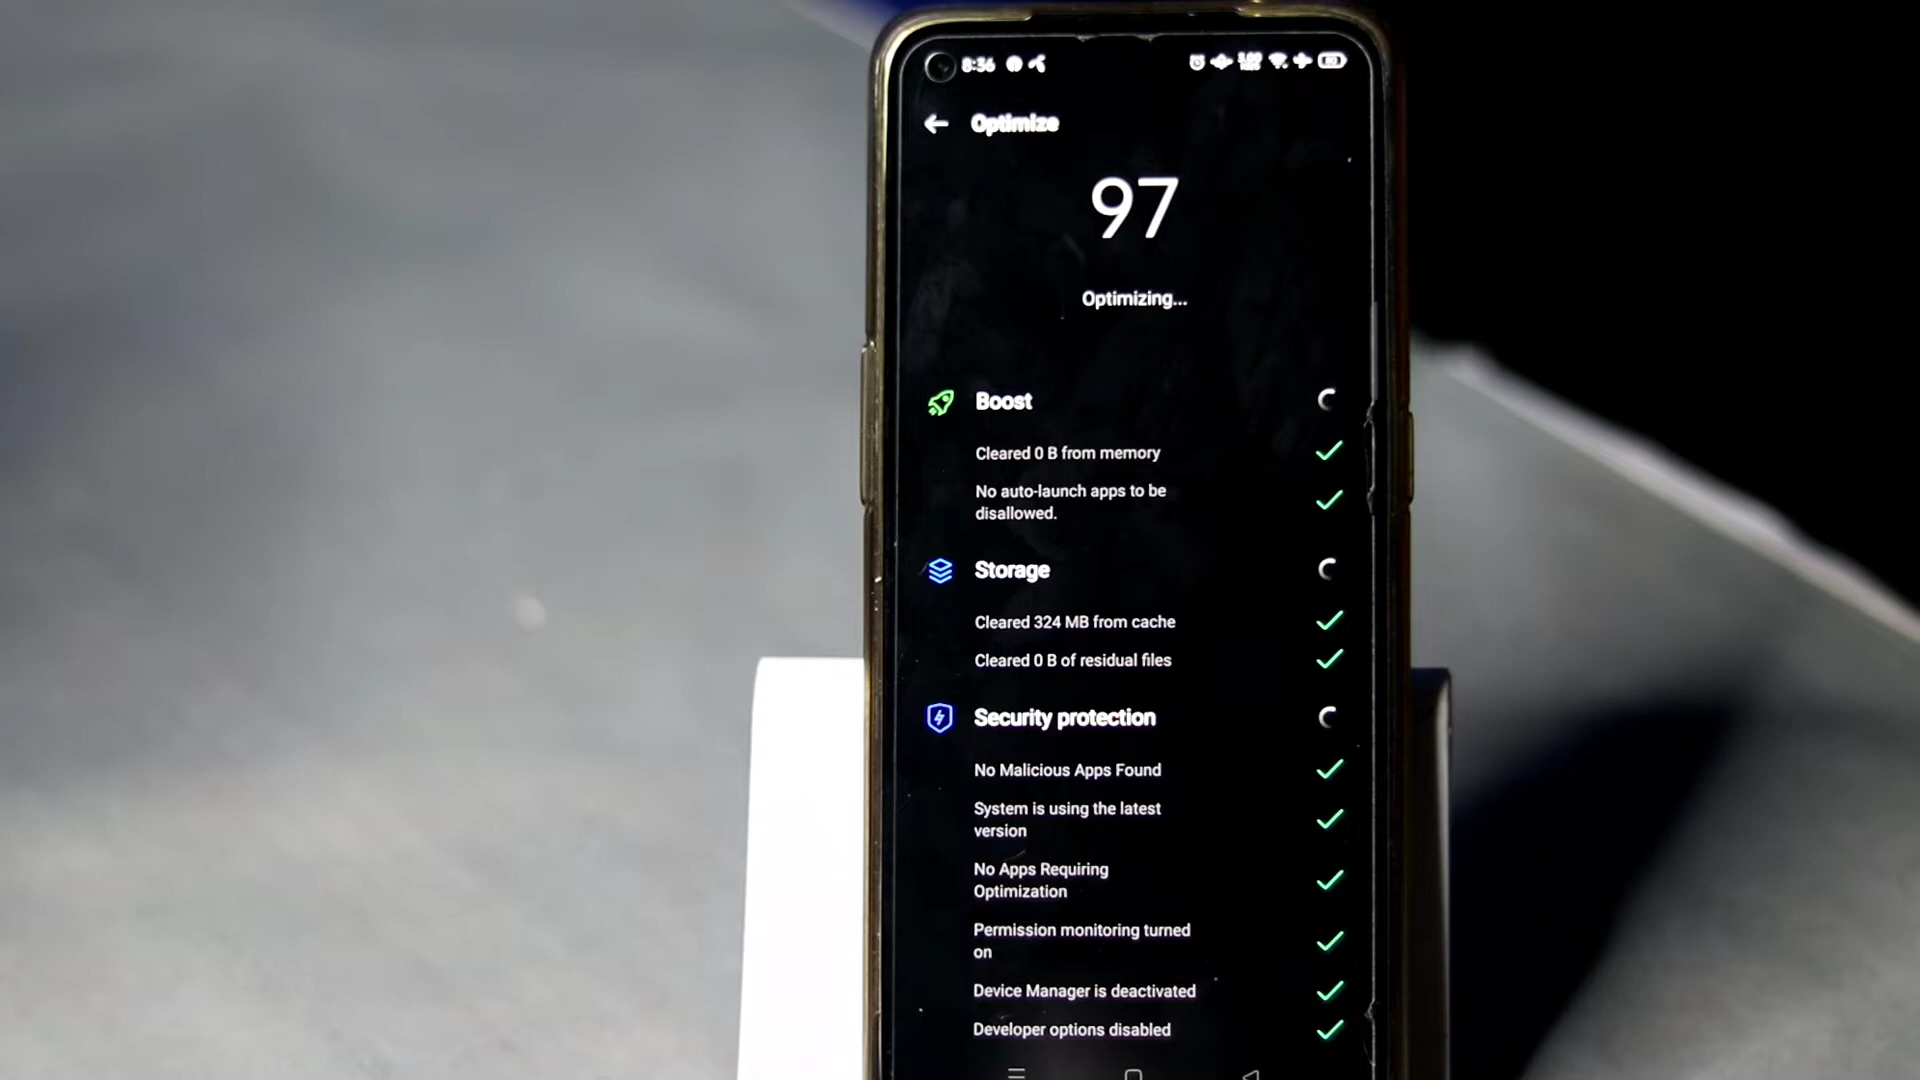 8:36
Optimize
97
Optimizing...
Boost
Cleared 0 B from memory
No auto-launch apps to be
disallowed.
Storage
Cleared 324 MB from cache
Cleared 0 B of residual files
Security protection
No Malicious Apps Found
System is using the latest
version
No Apps Requiring
Optimization
Permission monitoring turned
on
Device Manager is deactivated
Developer options disabled